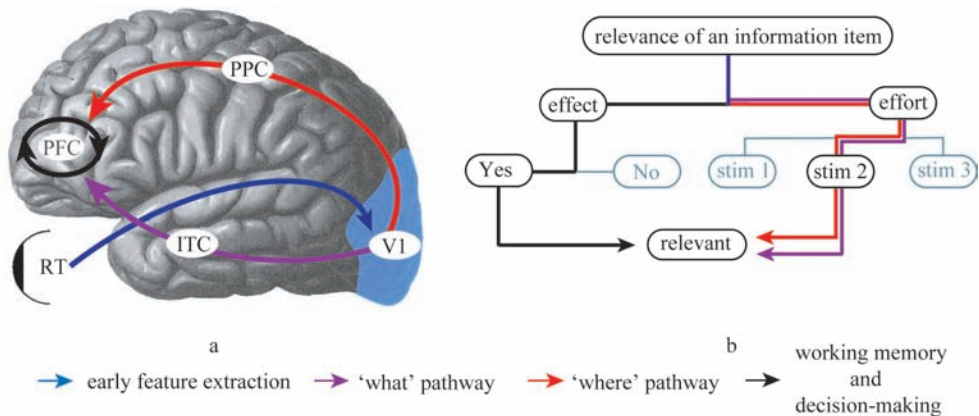 PPC
PFC
RT
ITC
V1
a
relevance of an information item
effect
effort
Yes
No
stim 1
stim 2
stim 3
relevant
b
early feature extraction
'what' pathway
'where' pathway
working memory
and
decision-making